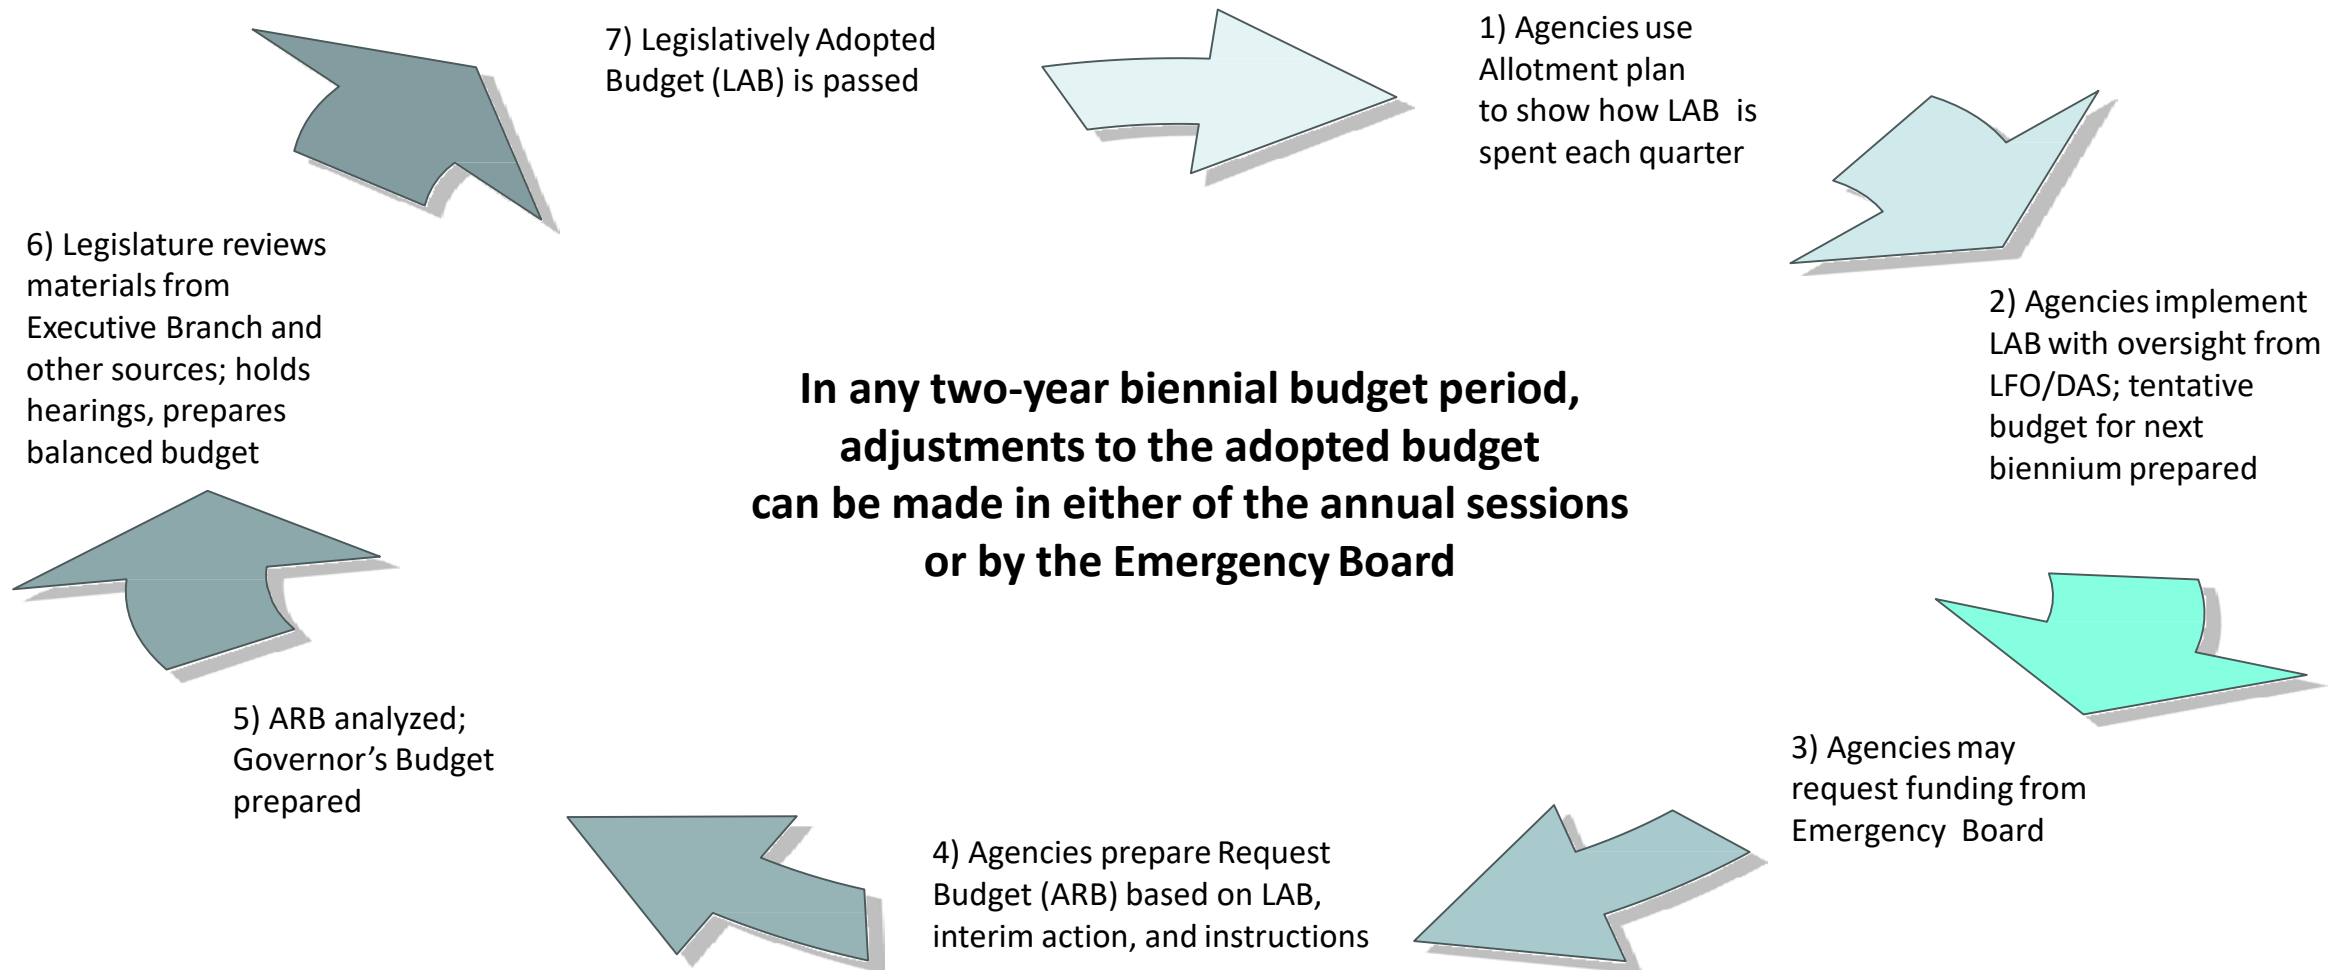 7) Legislatively Adopted
Budget (LAB) is passed
1) Agencies use
Allotment plan
to show how LAB is
spent each quarter
2) Agencies implement
LAB with oversight from
LFO/DAS; tentative
budget for next
biennium prepared
3) Agencies may
request funding from
Emergency Board
4) Agencies prepare Request
Budget (ARB) based on LAB,
interim action, and instructions
5) ARB analyzed;
Governor’s Budget
prepared
6) Legislature reviews
materials from
Executive Branch and
other sources; holds
hearings, prepares
balanced budget
In any two-year biennial budget period,
adjustments to the adopted budget
can be made in either of the annual sessions
or by the Emergency Board